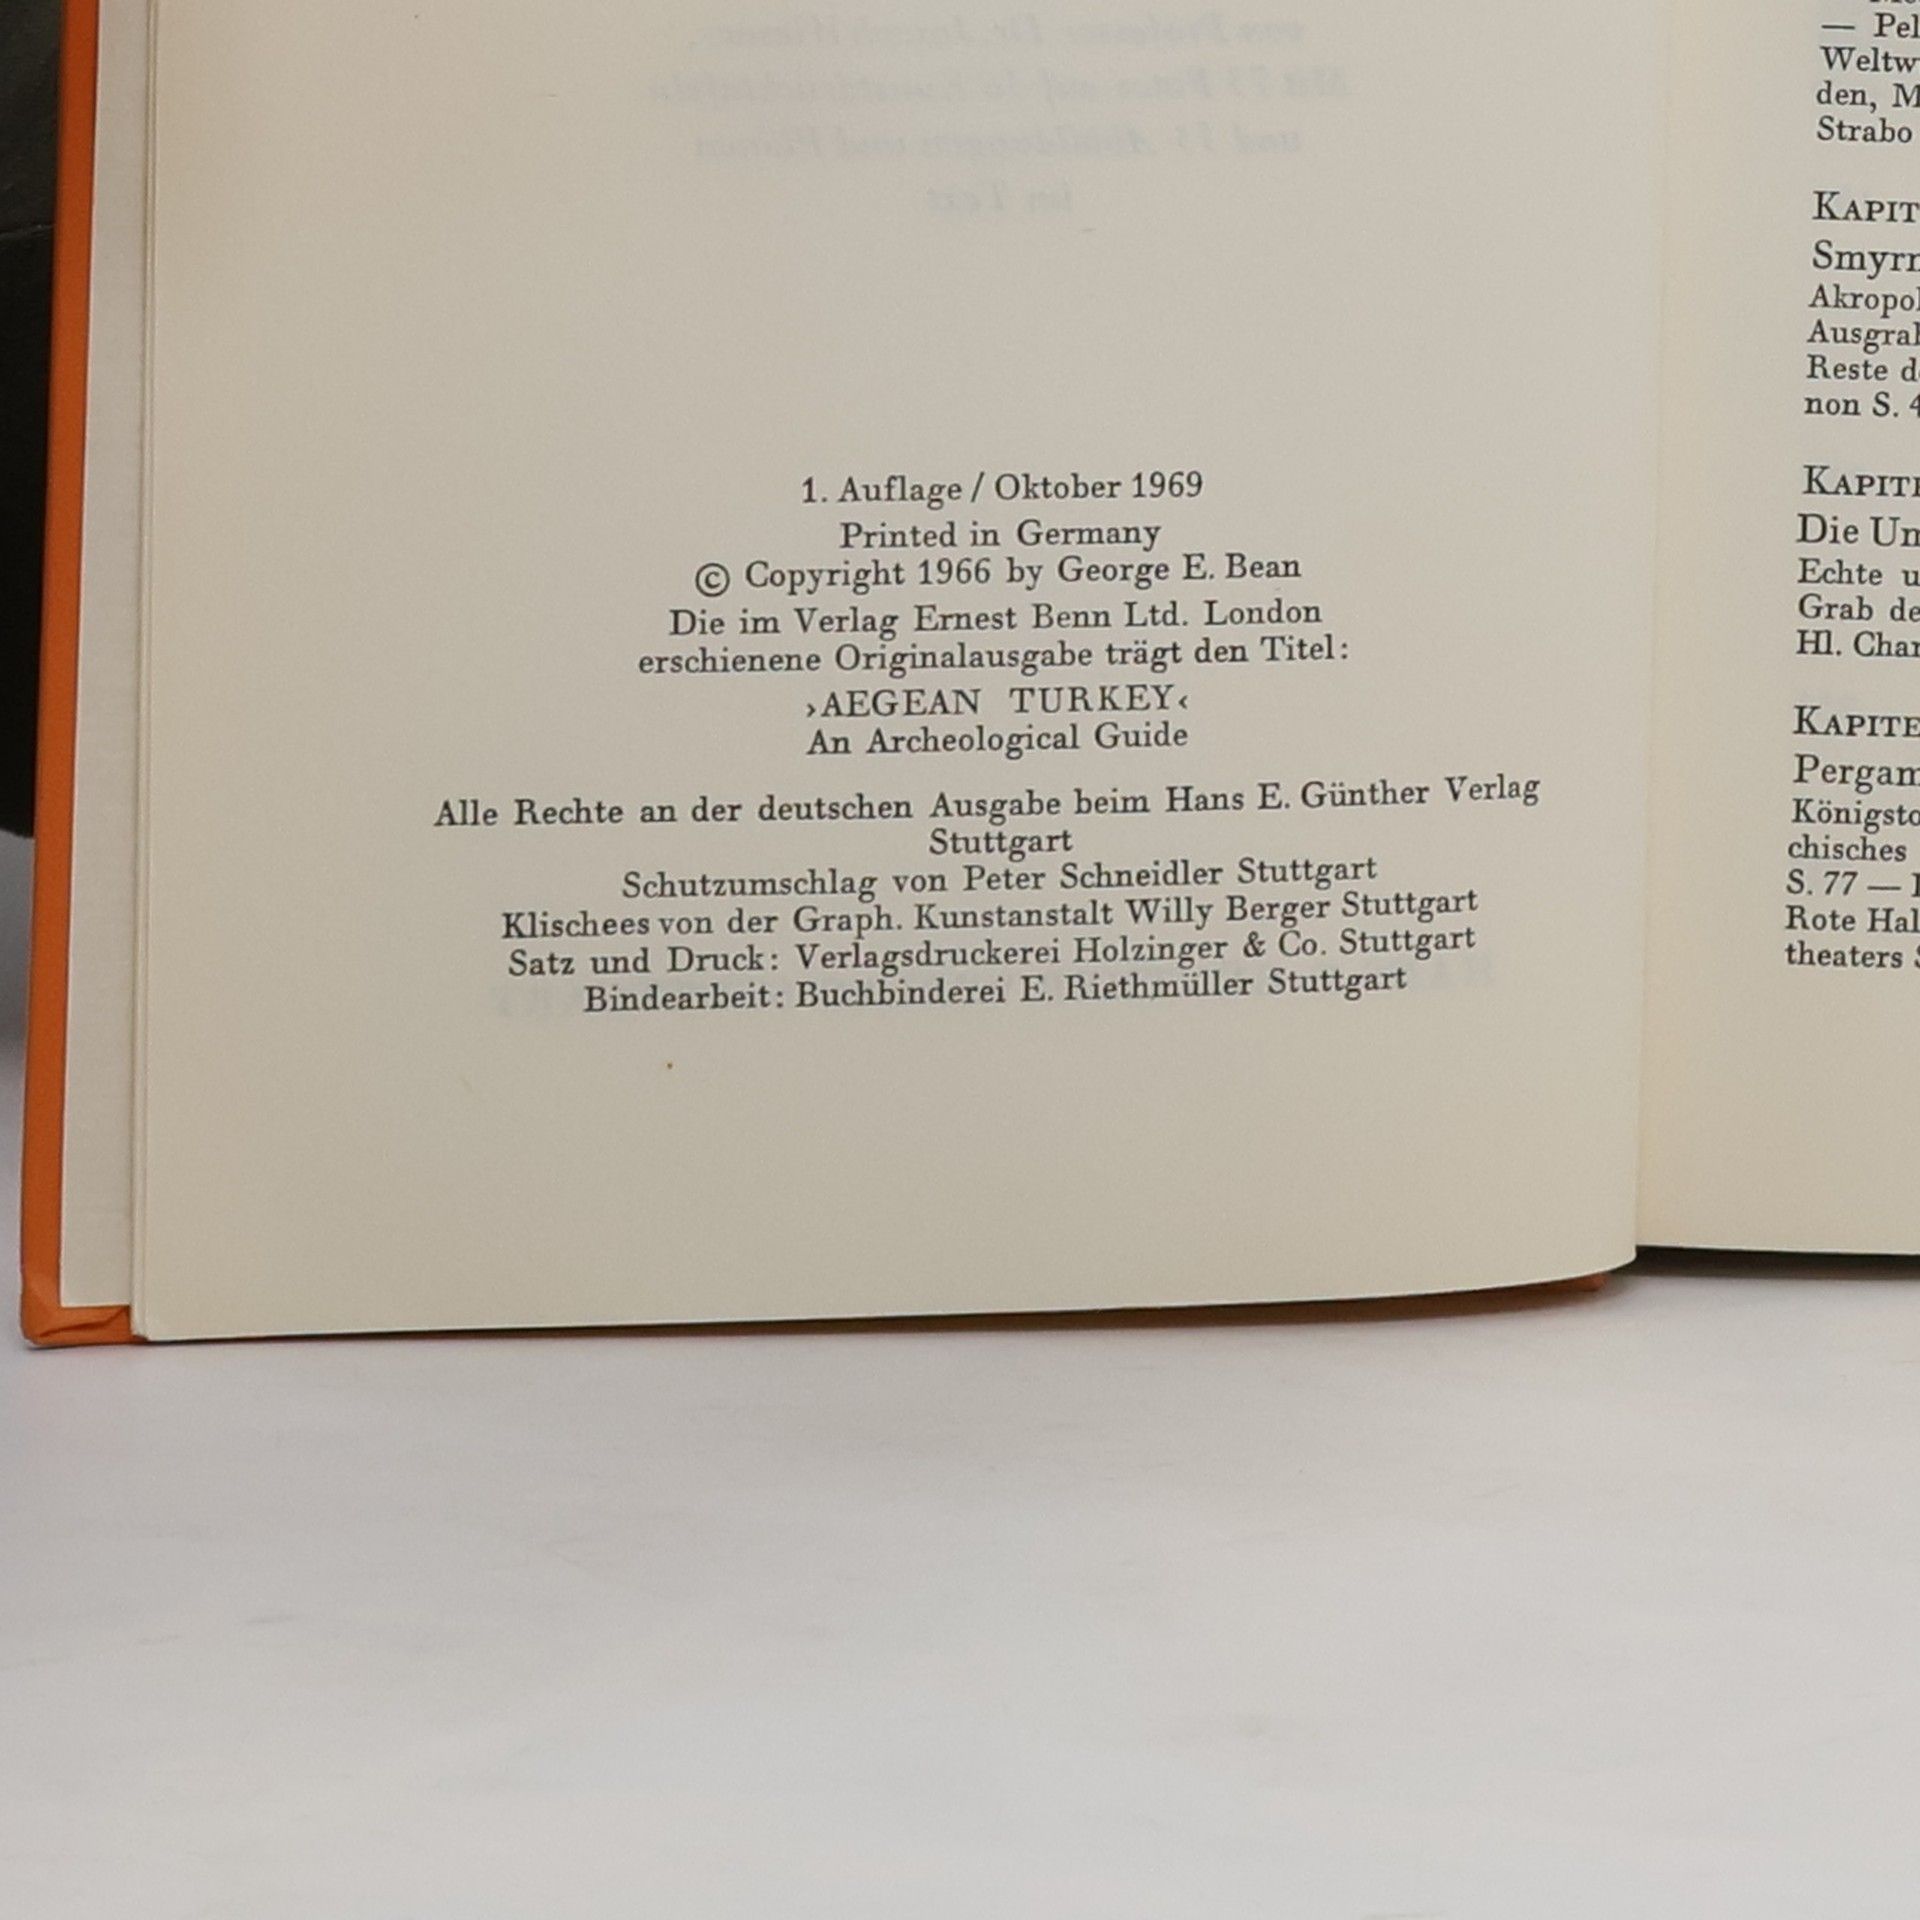 1. Auflage / Oktober 1969
Printed in Germany
© Copyright 1966 by George E. Bean
Die im Verlag Ernest Benn Ltd. London
erschienene Originalausgabe trägt den Titel:
›AEGEAN TURKEY‹
An Archeological Guide
Alle Rechte an der deutschen Ausgabe beim Hans E. Günther Verlag
Stuttgart
Schutzumschlag von Peter Schneidler Stuttgart
Klischees von der Graph. Kunstanstalt Willy Berger Stuttgart
Satz und Druck: Verlagsdruckerei Holzinger & Co. Stuttgart
Bindearbeit: Buchbinderei E. Riethmüller Stuttgart
— Pel
Weltw
den, M
Strabo
KAPIT
Smyrn
Akropol
Ausgra
Reste d
non S. 4
KAPITE
Die Um
Echte u
Grab de
Hl. Char
KAPITE
Pergam
Königsto
chisches
S. 77 —
Rote Hal
theaters S